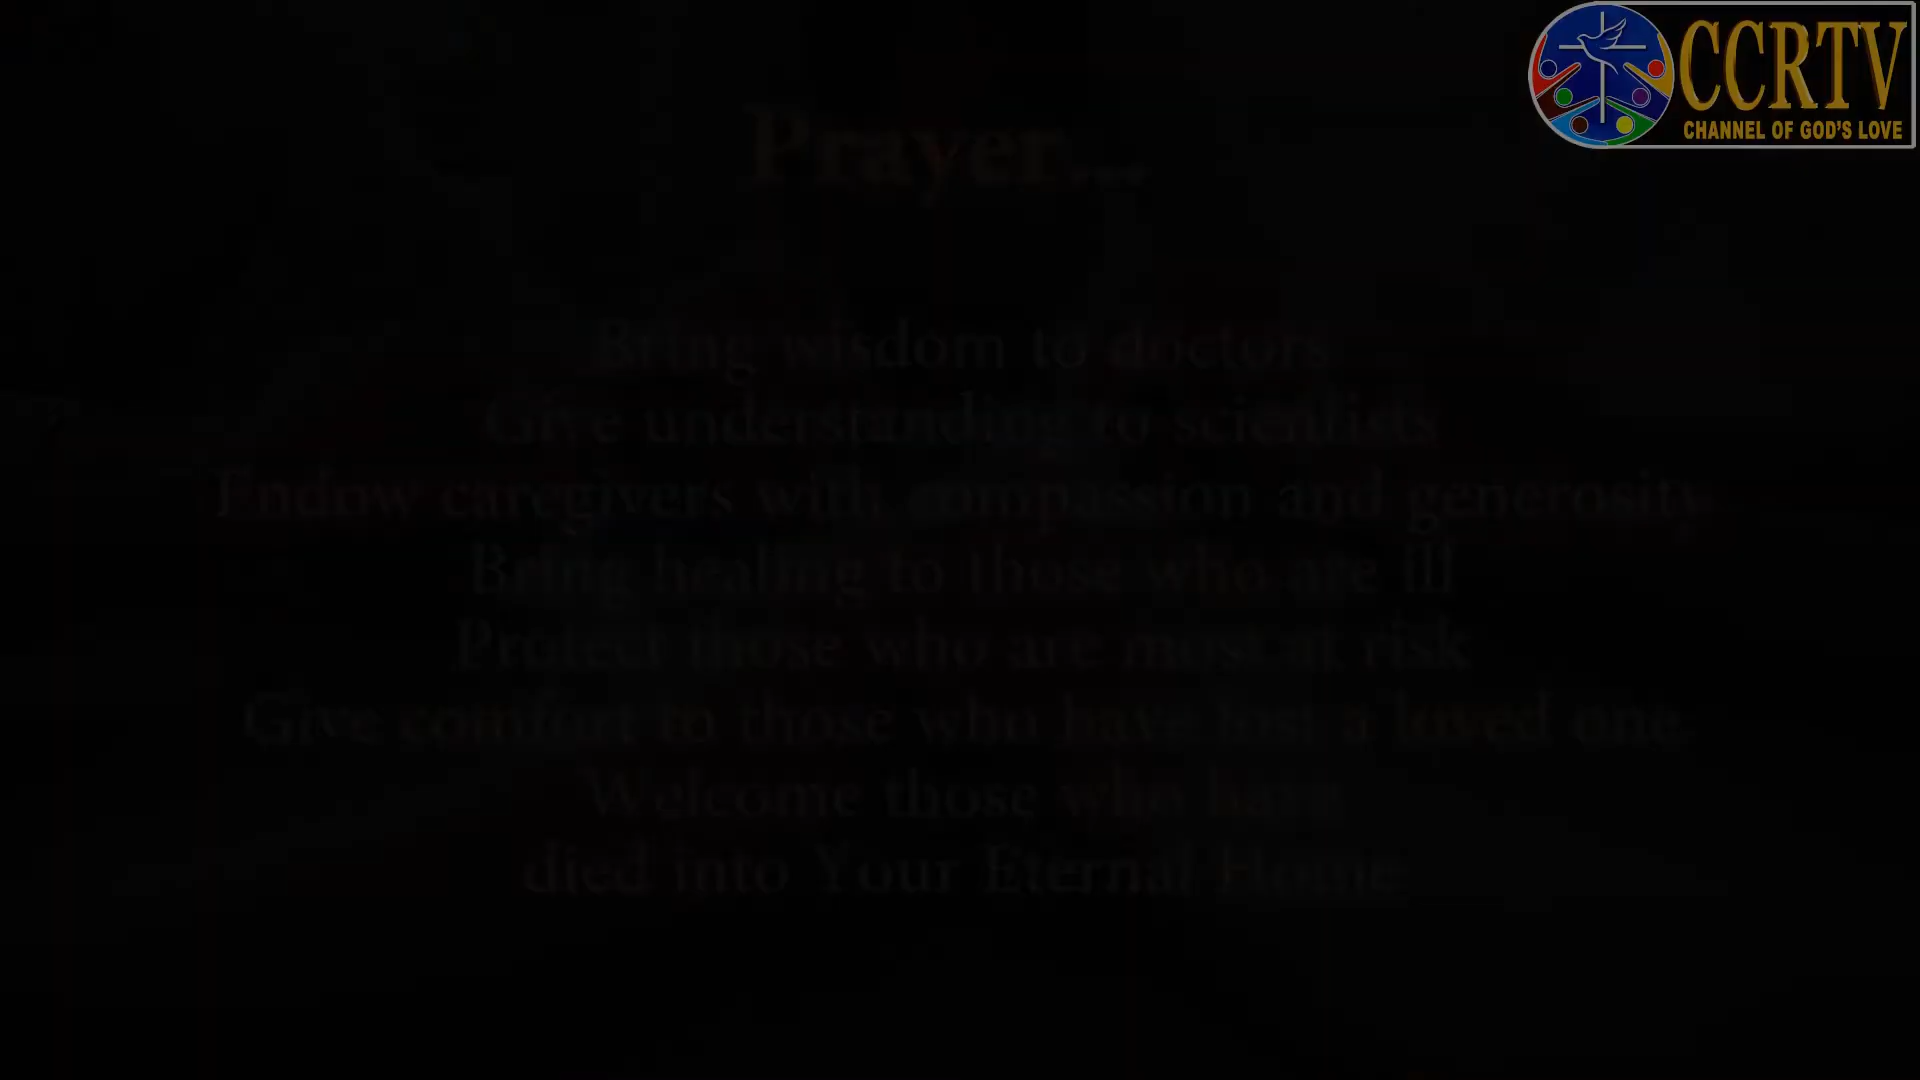 CCRTV
CHANNEL OF GOD'S LOVE
Prayer...
Bring wisdom to doctors
Give understanding to scientists
Endow caregivers with compassion and generosity
Bring healing to those who are ill
Protect those who are most at risk
Give comfort to those who have lost a loved one.
Welcome those who have
died into Your Eternal Home.